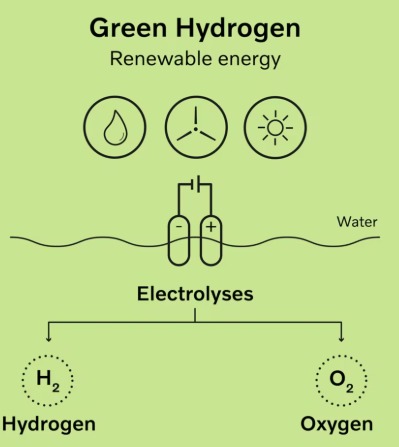 Green Hydrogen
Renewable energy
- +
Water
Electrolyses
H₂ O₂
Hydrogen Oxygen